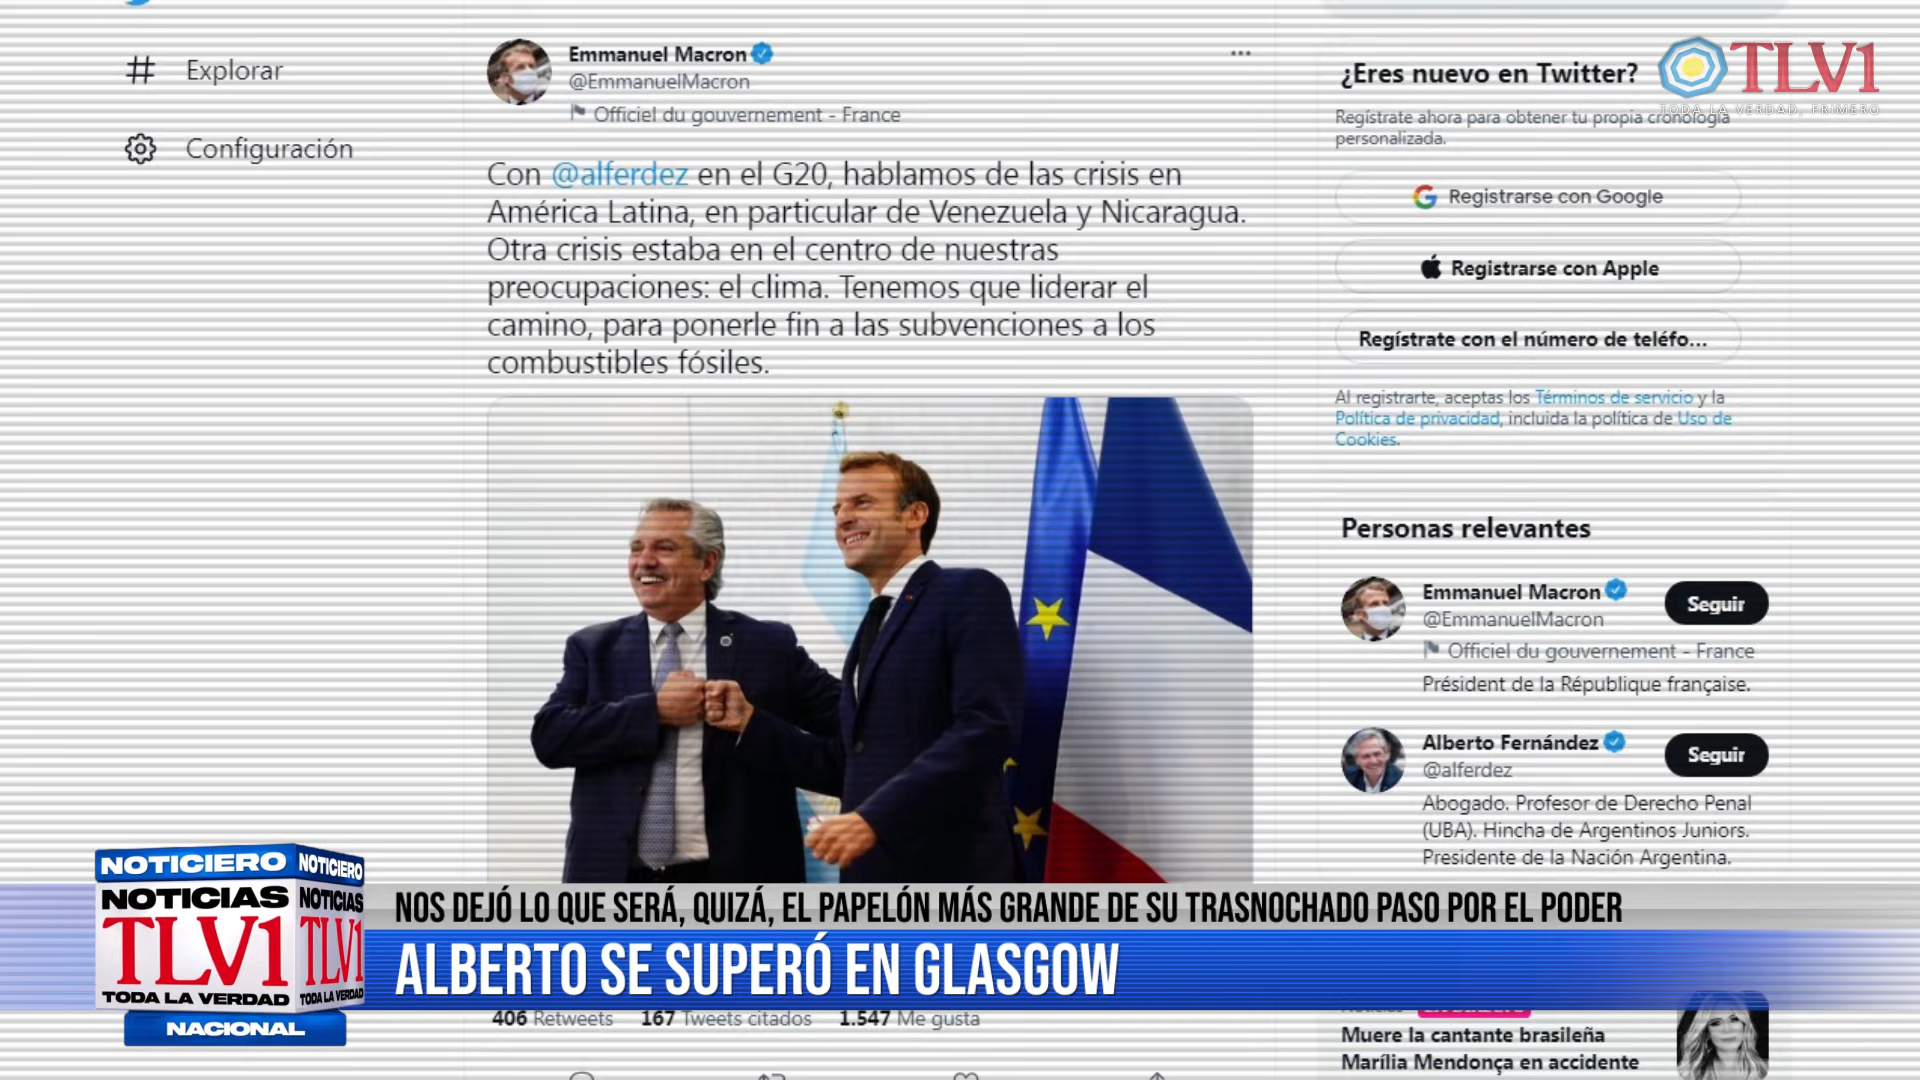 Explorar
Configuración
Emmanuel Macron
@EmmanuelMacron
Officiel du gouvernement - France
Con @alferdez en el G20, hablamos de las crisis en
América Latina, en particular de Venezuela y Nicaragua.
Otra crisis estaba en el centro de nuestras
preocupaciones: el clima. Tenemos que liderar el
camino, para ponerle fin a las subvenciones a los
combustibles fósiles.
406 Retweets 167 Tweets citados 1.547 Me gusta
TLV1
TODA LA VERDAD, PRIMERO
¿Eres nuevo en Twitter?
Regístrate ahora para obtener tu propia cronología
personalizada.
Registrarse con Google
Registrarse con Apple
Regístrate con el número de teléfo...
Al registrarte, aceptas los Términos de servicio y la
Política de privacidad, incluida la política de Uso de
Cookies.
Personas relevantes
Emmanuel Macron
@EmmanuelMacron
Seguir
Officiel du gouvernement - France
Président de la République française.
Alberto Fernández
@alferdez
Seguir
Abogado. Profesor de Derecho Penal
(UBA). Hincha de Argentinos Juniors.
Presidente de la Nación Argentina.
Muere la cantante brasileña
Marília Mendonça en accidente
NOTICIERO NOTICIERO
NOTICIAS NOTICIAS
TLV1 TLV1
TODA LA VERDAD TODA LA VERDAD
NACIONAL
NOS DEJÓ LO QUE SERÁ, QUIZÁ, EL PAPELÓN MÁS GRANDE DE SU TRASNOCHADO PASO POR EL PODER
ALBERTO SE SUPERÓ EN GLASGOW